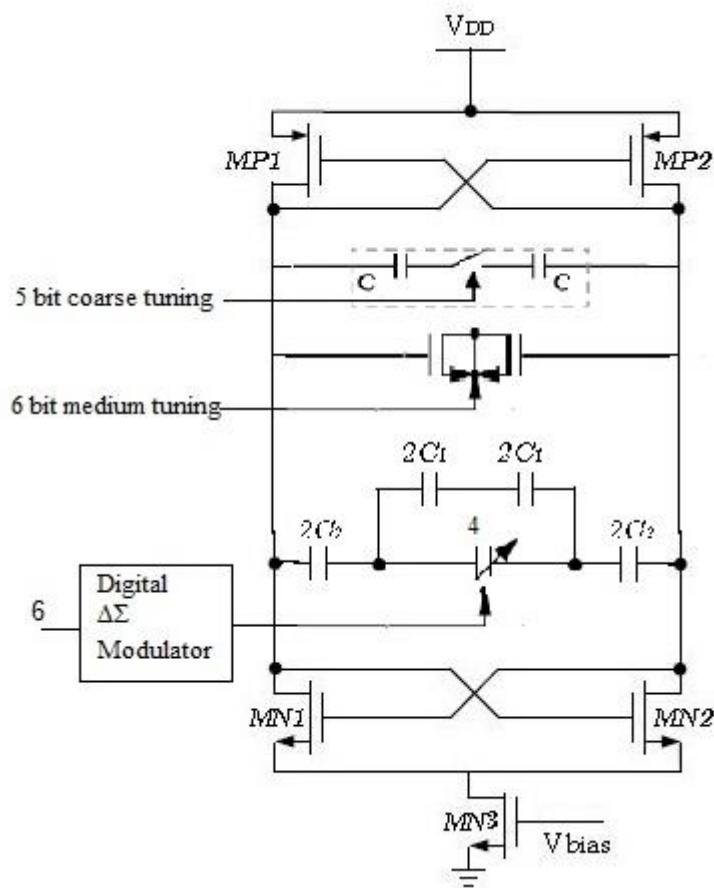 VDD
MP1
MP2
C
C
5 bit coarse tuning
6 bit medium tuning
2C1 2C1
4
2C2
2C2
6
Digital
ΔΣ
Modulator
MN1
MN2
MN3
Vbias